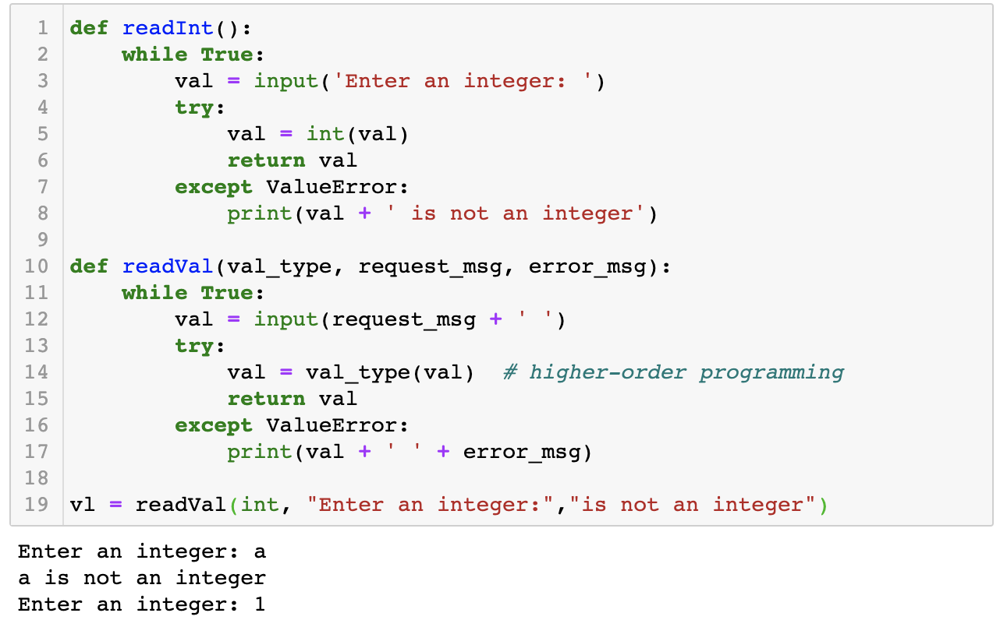 1 def readInt():
2     while True:
3         val = input('Enter an integer: ')
4         try:
5             val = int(val)
6             return val
7         except ValueError:
8             print(val + ' is not an integer')
9
10 def readVal(val_type, request_msg, error_msg):
11     while True:
12         val = input(request_msg + ' ')
13         try:
14             val = val_type(val)  # higher-order programming
15             return val
16         except ValueError:
17             print(val + ' ' + error_msg)
18
19 vl = readVal(int, "Enter an integer:","is not an integer")
Enter an integer: a
a is not an integer
Enter an integer: 1